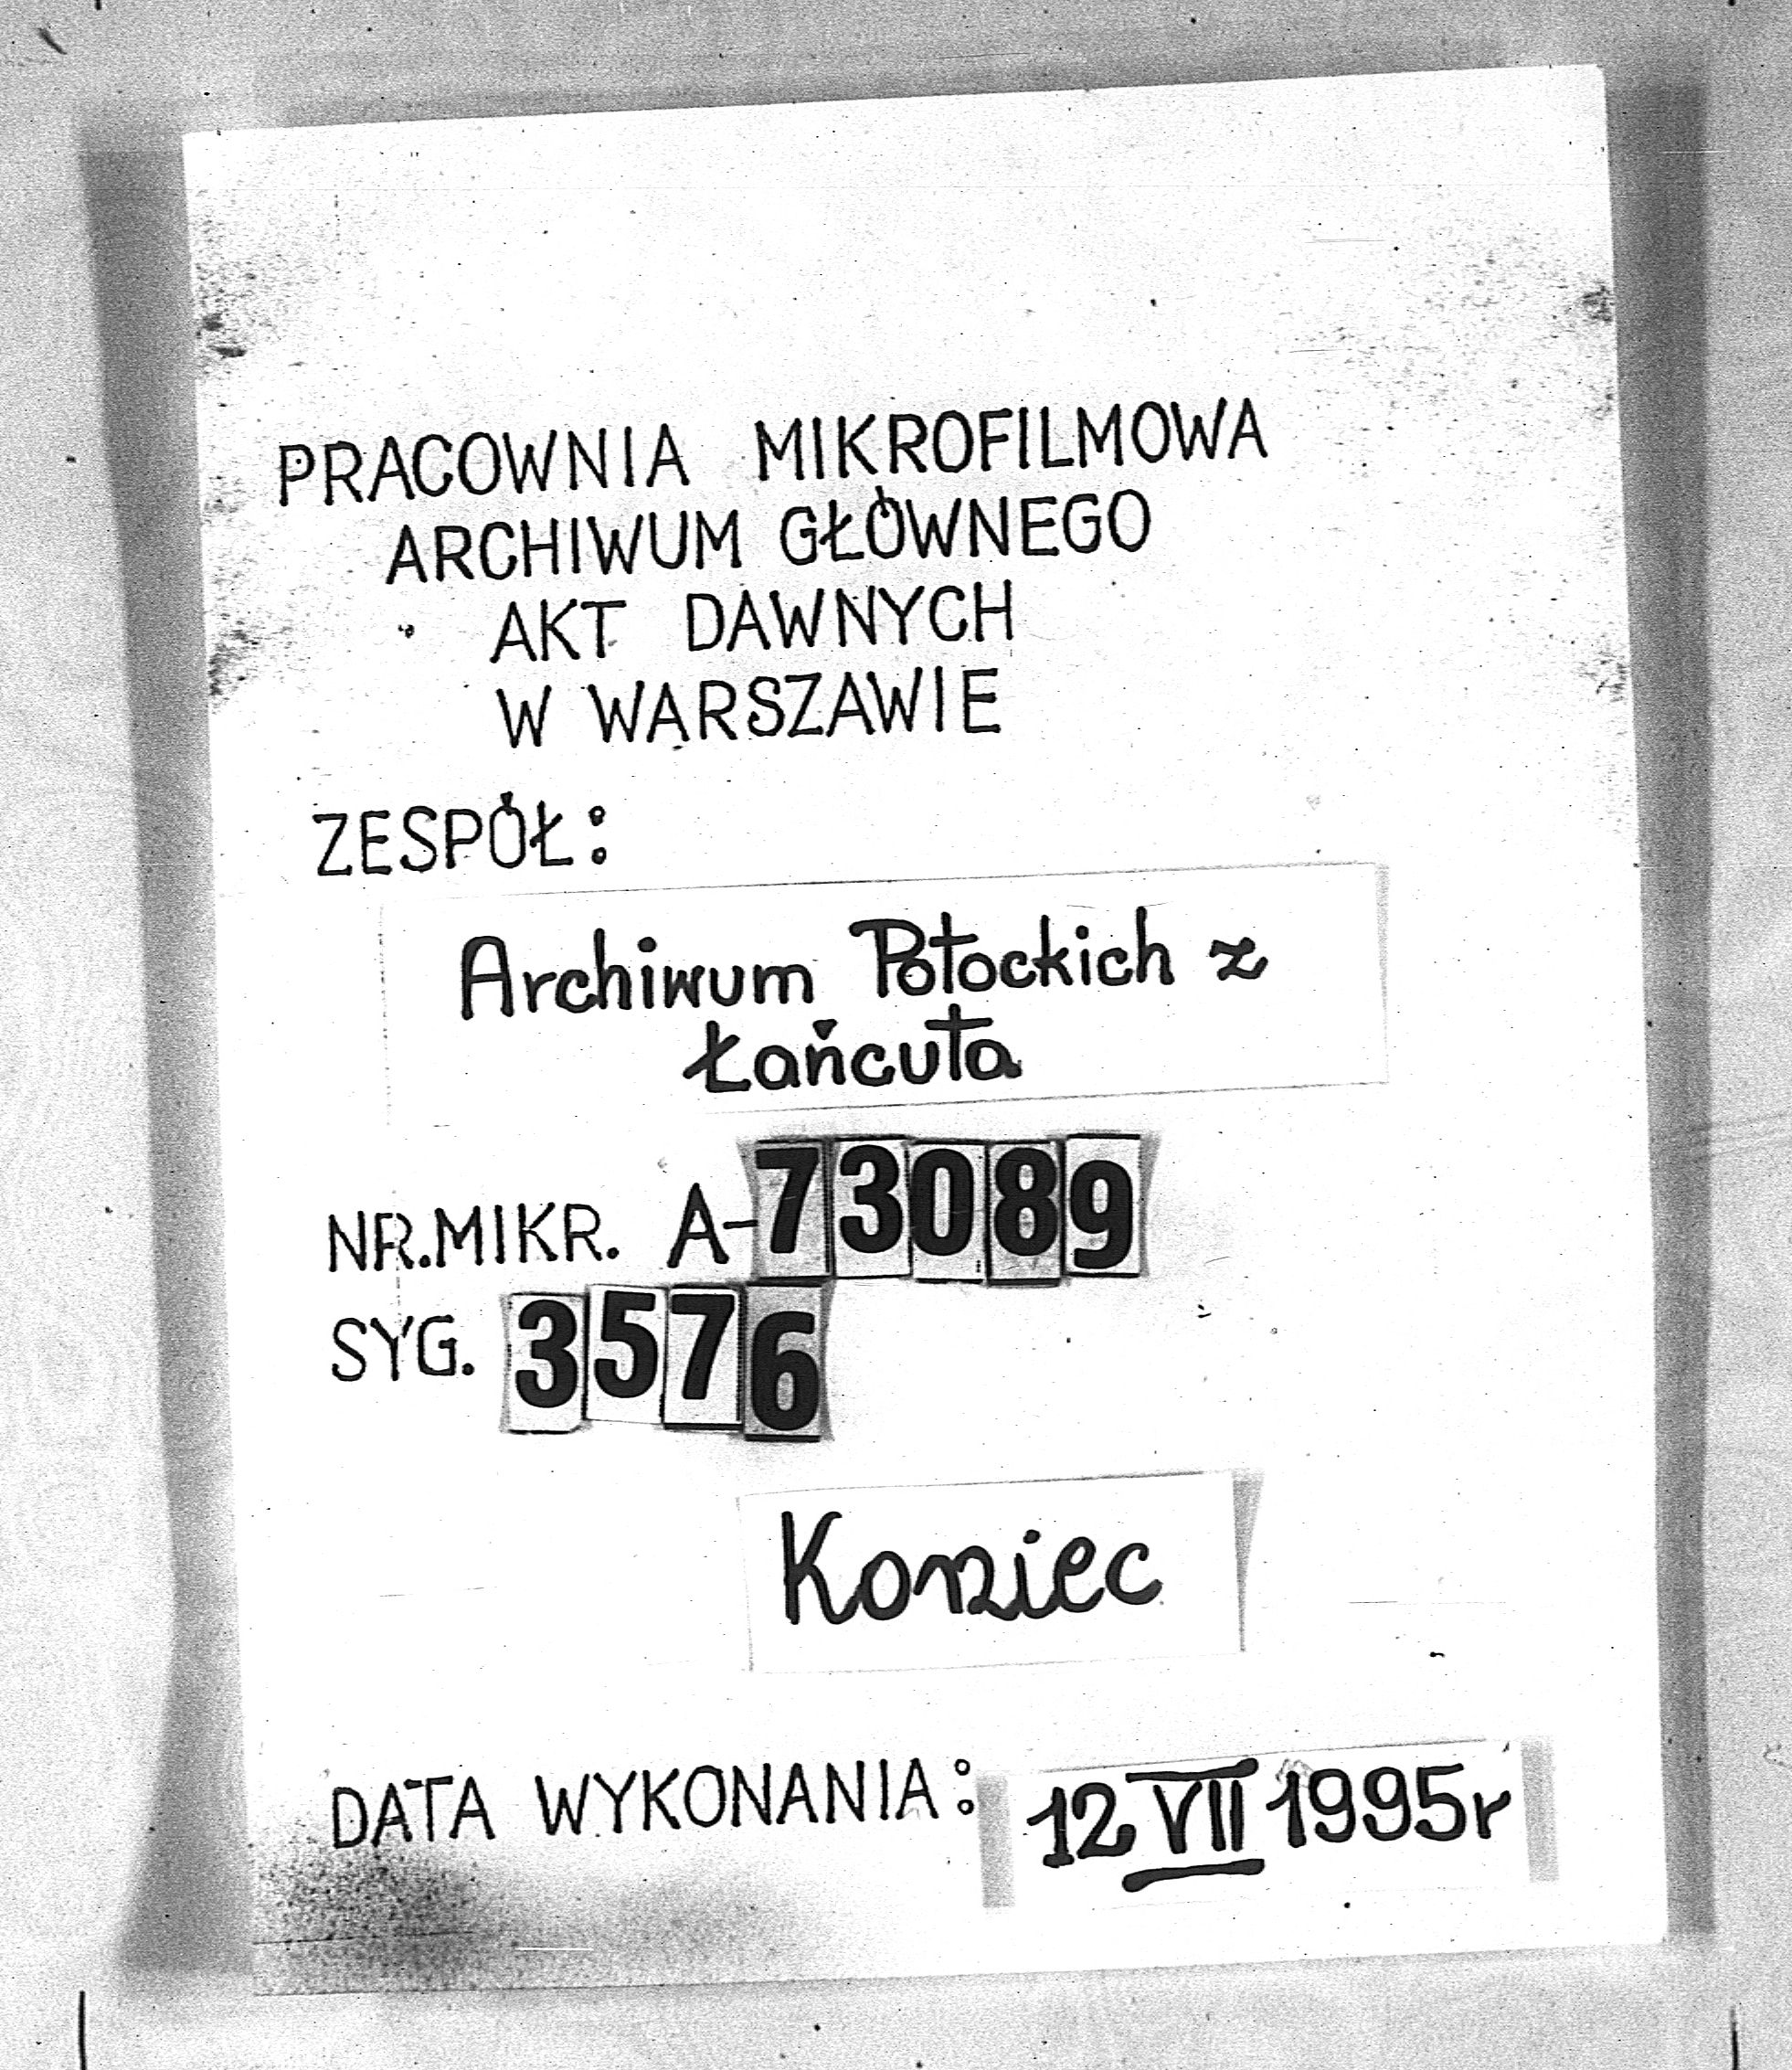 PRACOWNIA MIKROFILMOWA
ARCHIWUM GŁÓWNEGO
AKT DAWNYCH
W WARSZAWIE
ZESPÓŁ:
Archiwum Potockich z
Łańcuta
NR.MIKR. A-73089
SYG. 3576
Koniec
DATA WYKONANIA: 12 VII 1995r